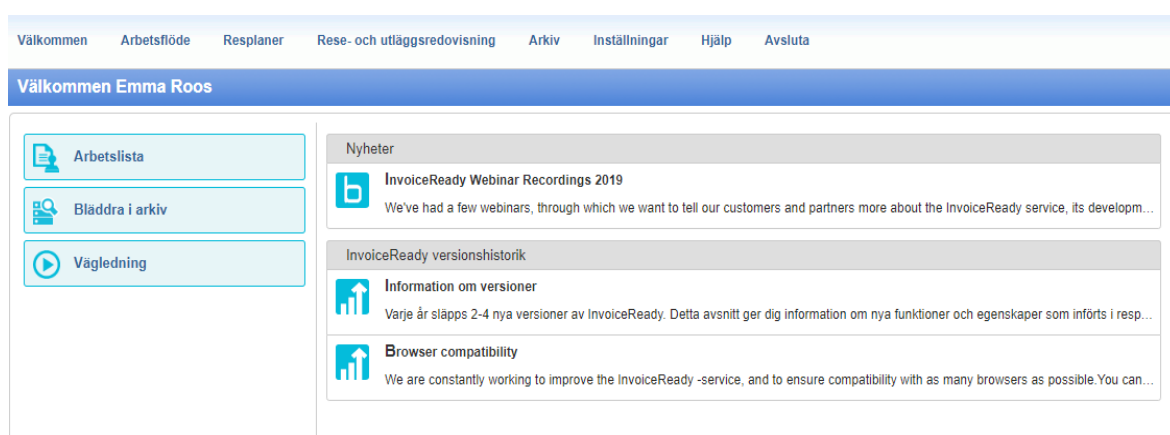 Välkommen Arbetsflöde Resplaner Rese- och utläggsredovisning Arkiv Inställningar Hjälp Avsluta
Välkommen Emma Roos
Arbetslista
Bläddra i arkiv
Vägledning
Nyheter
b
InvoiceReady Webinar Recordings 2019
We've had a few webinars, through which we want to tell our customers and partners more about the InvoiceReady service, its developm…
InvoiceReady versionshistorik
Information om versioner
Varje år släpps 2-4 nya versioner av InvoiceReady. Detta avsnitt ger dig information om nya funktioner och egenskaper som införts i resp…
Browser compatibility
We are constantly working to improve the InvoiceReady -service, and to ensure compatibility with as many browsers as possible.You can…